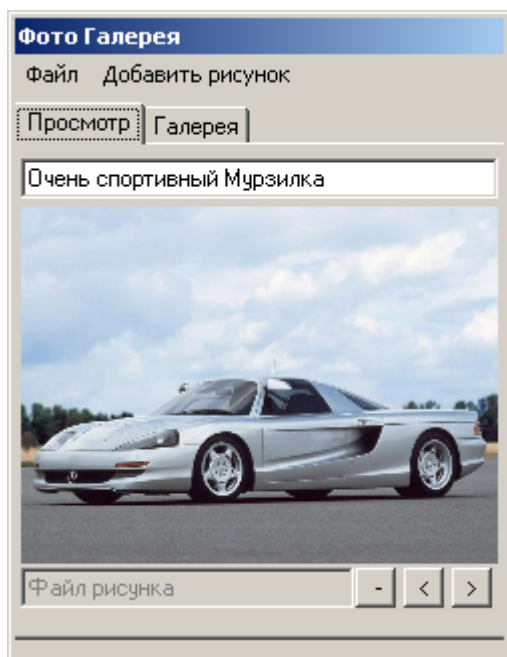 Фото Галерея
Файл Добавить рисунок
Просмотр Галерея
Очень спортивный Мурзилка
Файл рисунка - < >